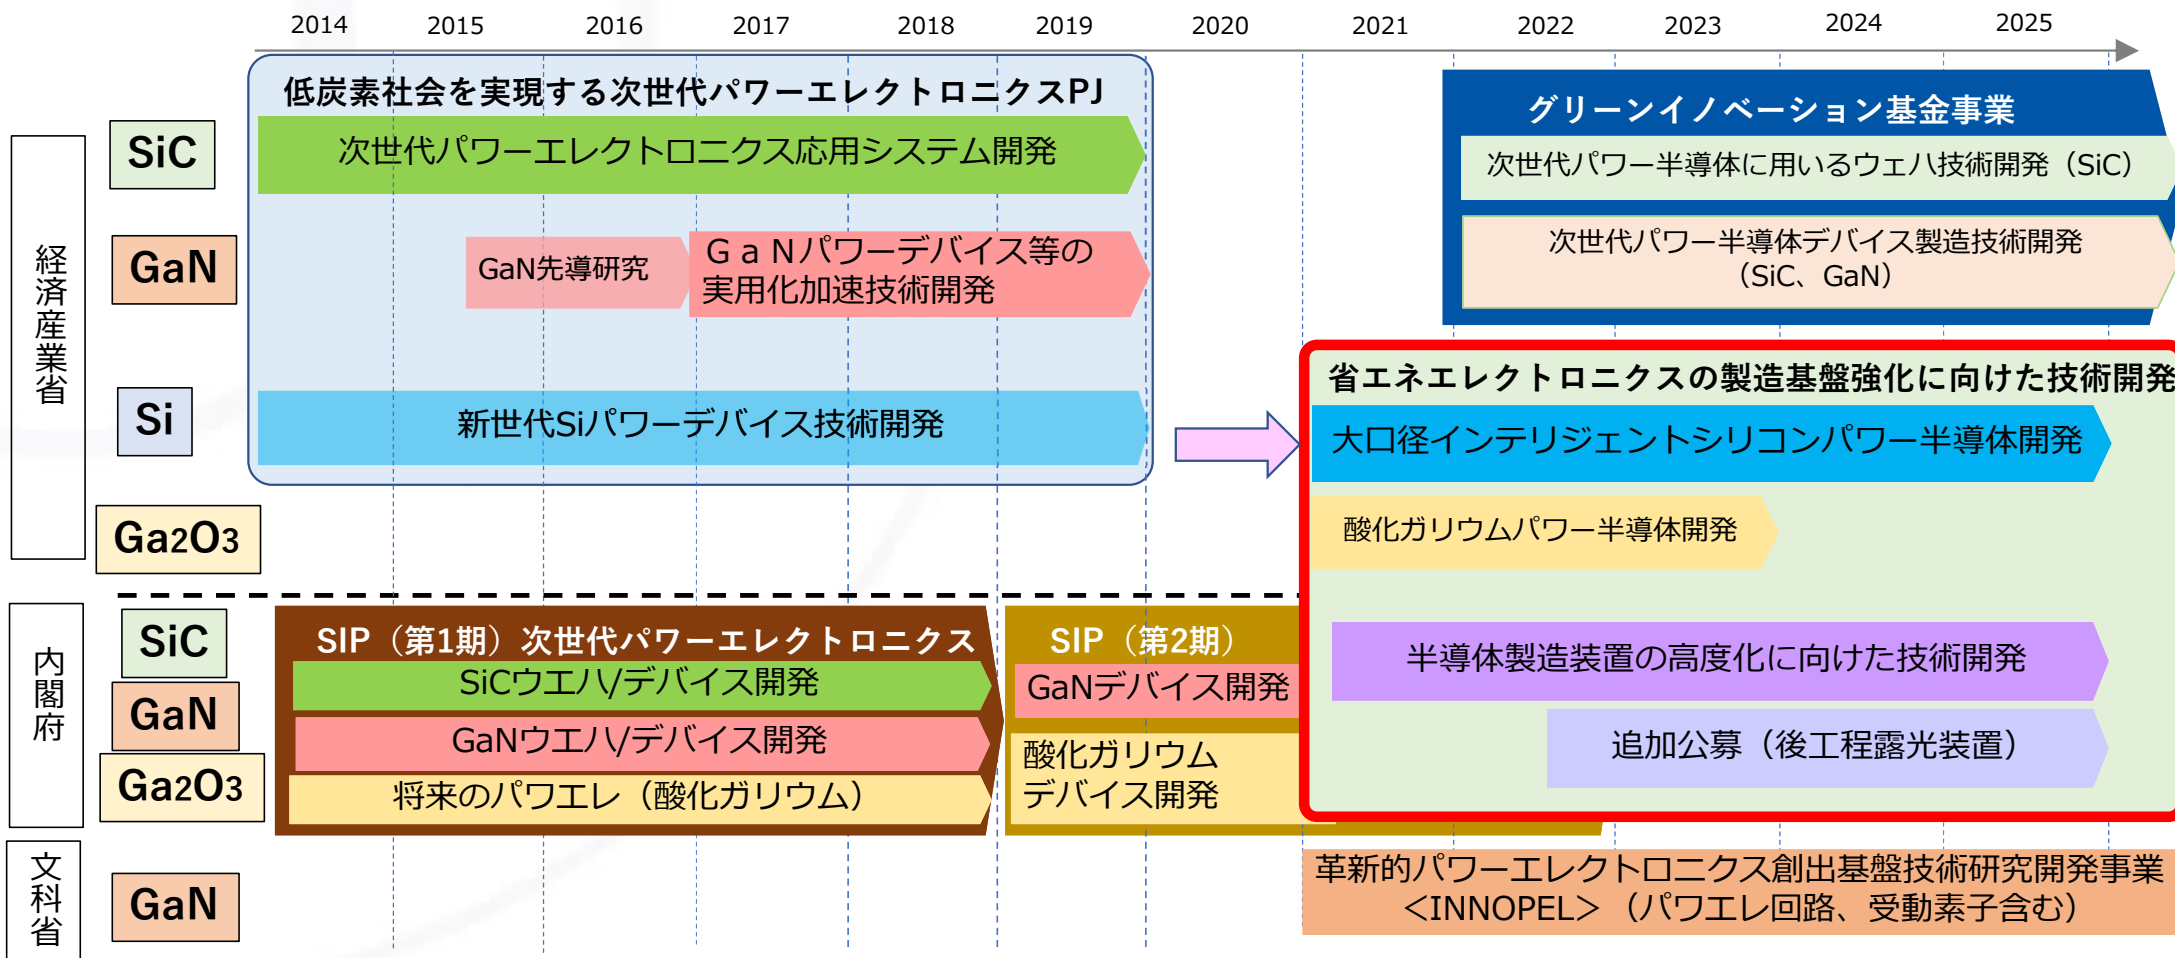 2014 2015 2016 2017 2018 2019 2020 2021 2022 2023 2024 2025
低炭素社会を実現する次世代パワーエレクトロニクスPJ
グリーンイノベーション基金事業
経済産業省
SiC
次世代パワーエレクトロニクス応用システム開発
次世代パワー半導体に用いるウェハ技術開発（SiC）
GaN
GaN先導研究
ＧａＮパワーデバイス等の
実用化加速技術開発
次世代パワー半導体デバイス製造技術開発
（SiC、GaN）
省エネエレクトロニクスの製造基盤強化に向けた技術開発
Si
新世代Siパワーデバイス技術開発
大口径インテリジェントシリコンパワー半導体開発
Ga2O3
酸化ガリウムパワー半導体開発
内閣府
SIP（第1期）次世代パワーエレクトロニクス
SIP（第2期）
SiC
SiCウエハ/デバイス開発
GaNデバイス開発
半導体製造装置の高度化に向けた技術開発
GaN
GaNウエハ/デバイス開発
酸化ガリウム
デバイス開発
追加公募（後工程露光装置）
Ga2O3
将来のパワエレ（酸化ガリウム）
文科省
GaN
革新的パワーエレクトロニクス創出基盤技術研究開発事業
＜INNOPEL＞（パワエレ回路、受動素子含む）